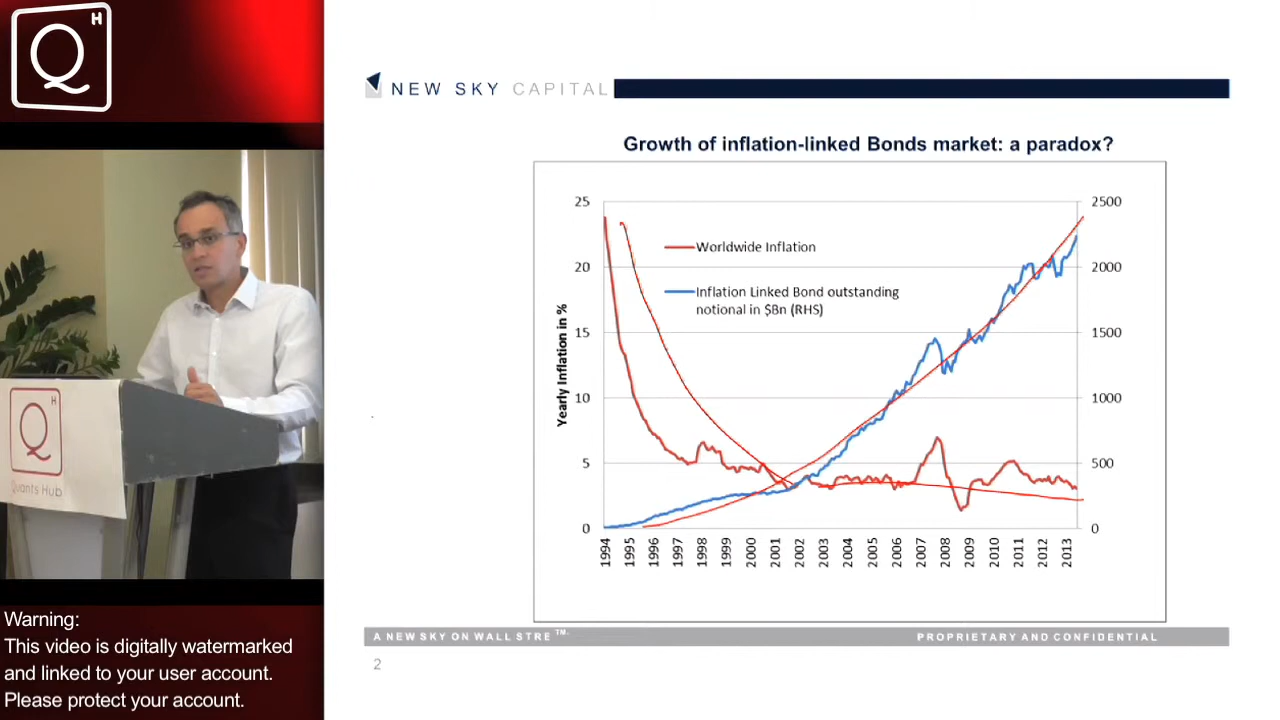 Q H
NEW SKY CAPITAL
Growth of inflation-linked Bonds market: a paradox?
25
20
15
10
5
0
Yearly Inflation in %
Worldwide Inflation
Inflation Linked Bond outstanding
notional in $Bn (RHS)
2500
2000
1500
1000
500
0
1994 1995 1996 1997 1998 1999 2000 2001 2002 2003 2004 2005 2006 2007 2008 2009 2010 2011 2012 2013
Q H
Quants Hub
Warning:
This video is digitally watermarked
and linked to your user account.
Please protect your account.
A NEW SKY ON WALL STRE TM-
PROPRIETARY AND CONFIDENTIAL
2